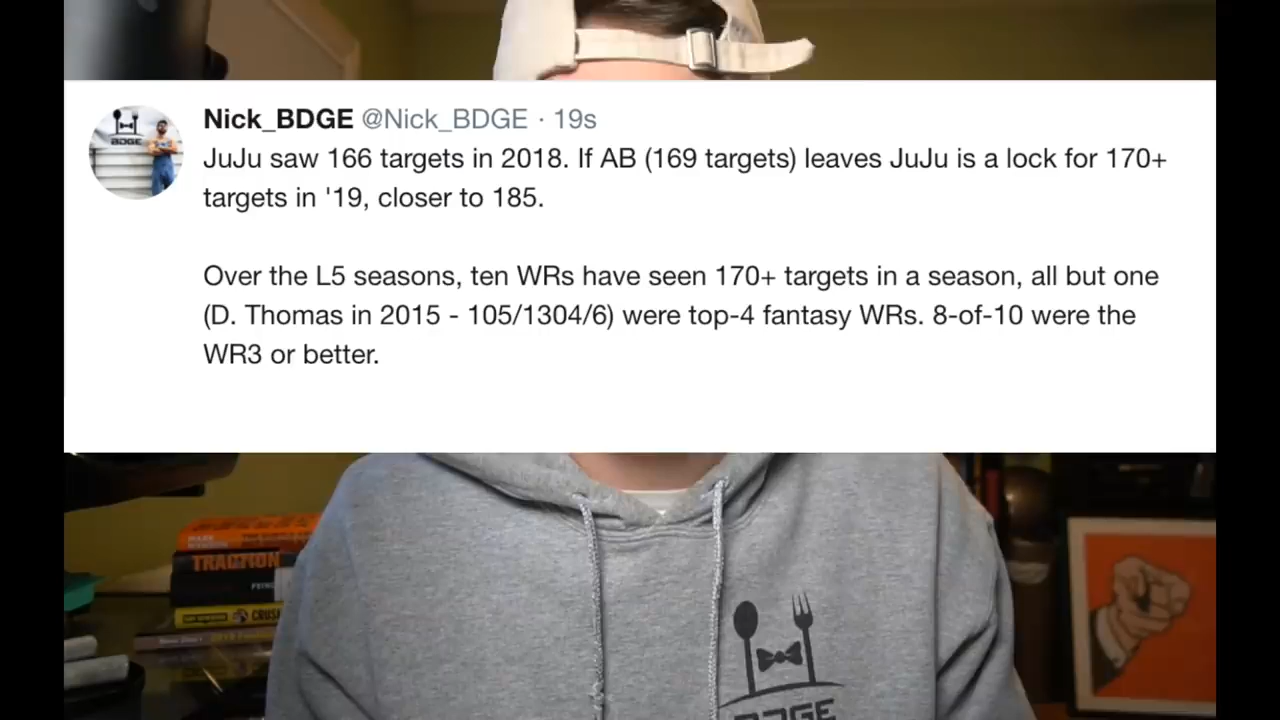 Nick_BDGE @Nick_BDGE · 19s
JuJu saw 166 targets in 2018. If AB (169 targets) leaves JuJu is a lock for 170+
targets in '19, closer to 185.
Over the L5 seasons, ten WRs have seen 170+ targets in a season, all but one
(D. Thomas in 2015 - 105/1304/6) were top-4 fantasy WRs. 8-of-10 were the
WR3 or better.
BDGE
TRACTION
CRUSH
BDGE